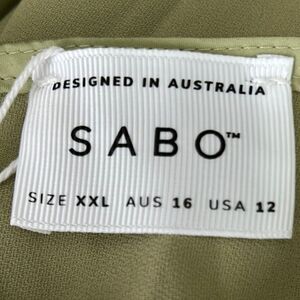 DESIGNED IN AUSTRALIA
SABO™
SIZE XXL AUS 16 USA 12